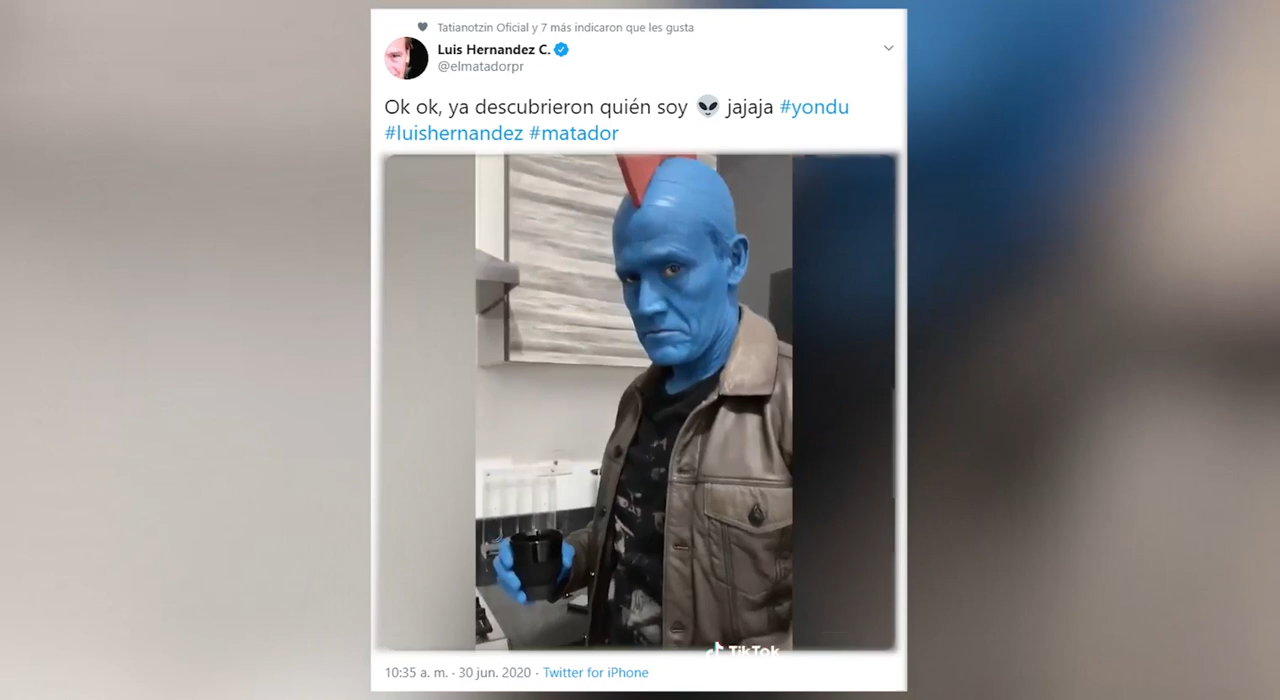 Tatianotzin Oficial y 7 más indicaron que les gusta
Luis Hernandez C.
@elmatadorpr
Ok ok, ya descubrieron quién soy 👽 jajaja #yondu
#luishernandez #matador
TikTok
10:35 a. m. · 30 jun. 2020 · Twitter for iPhone